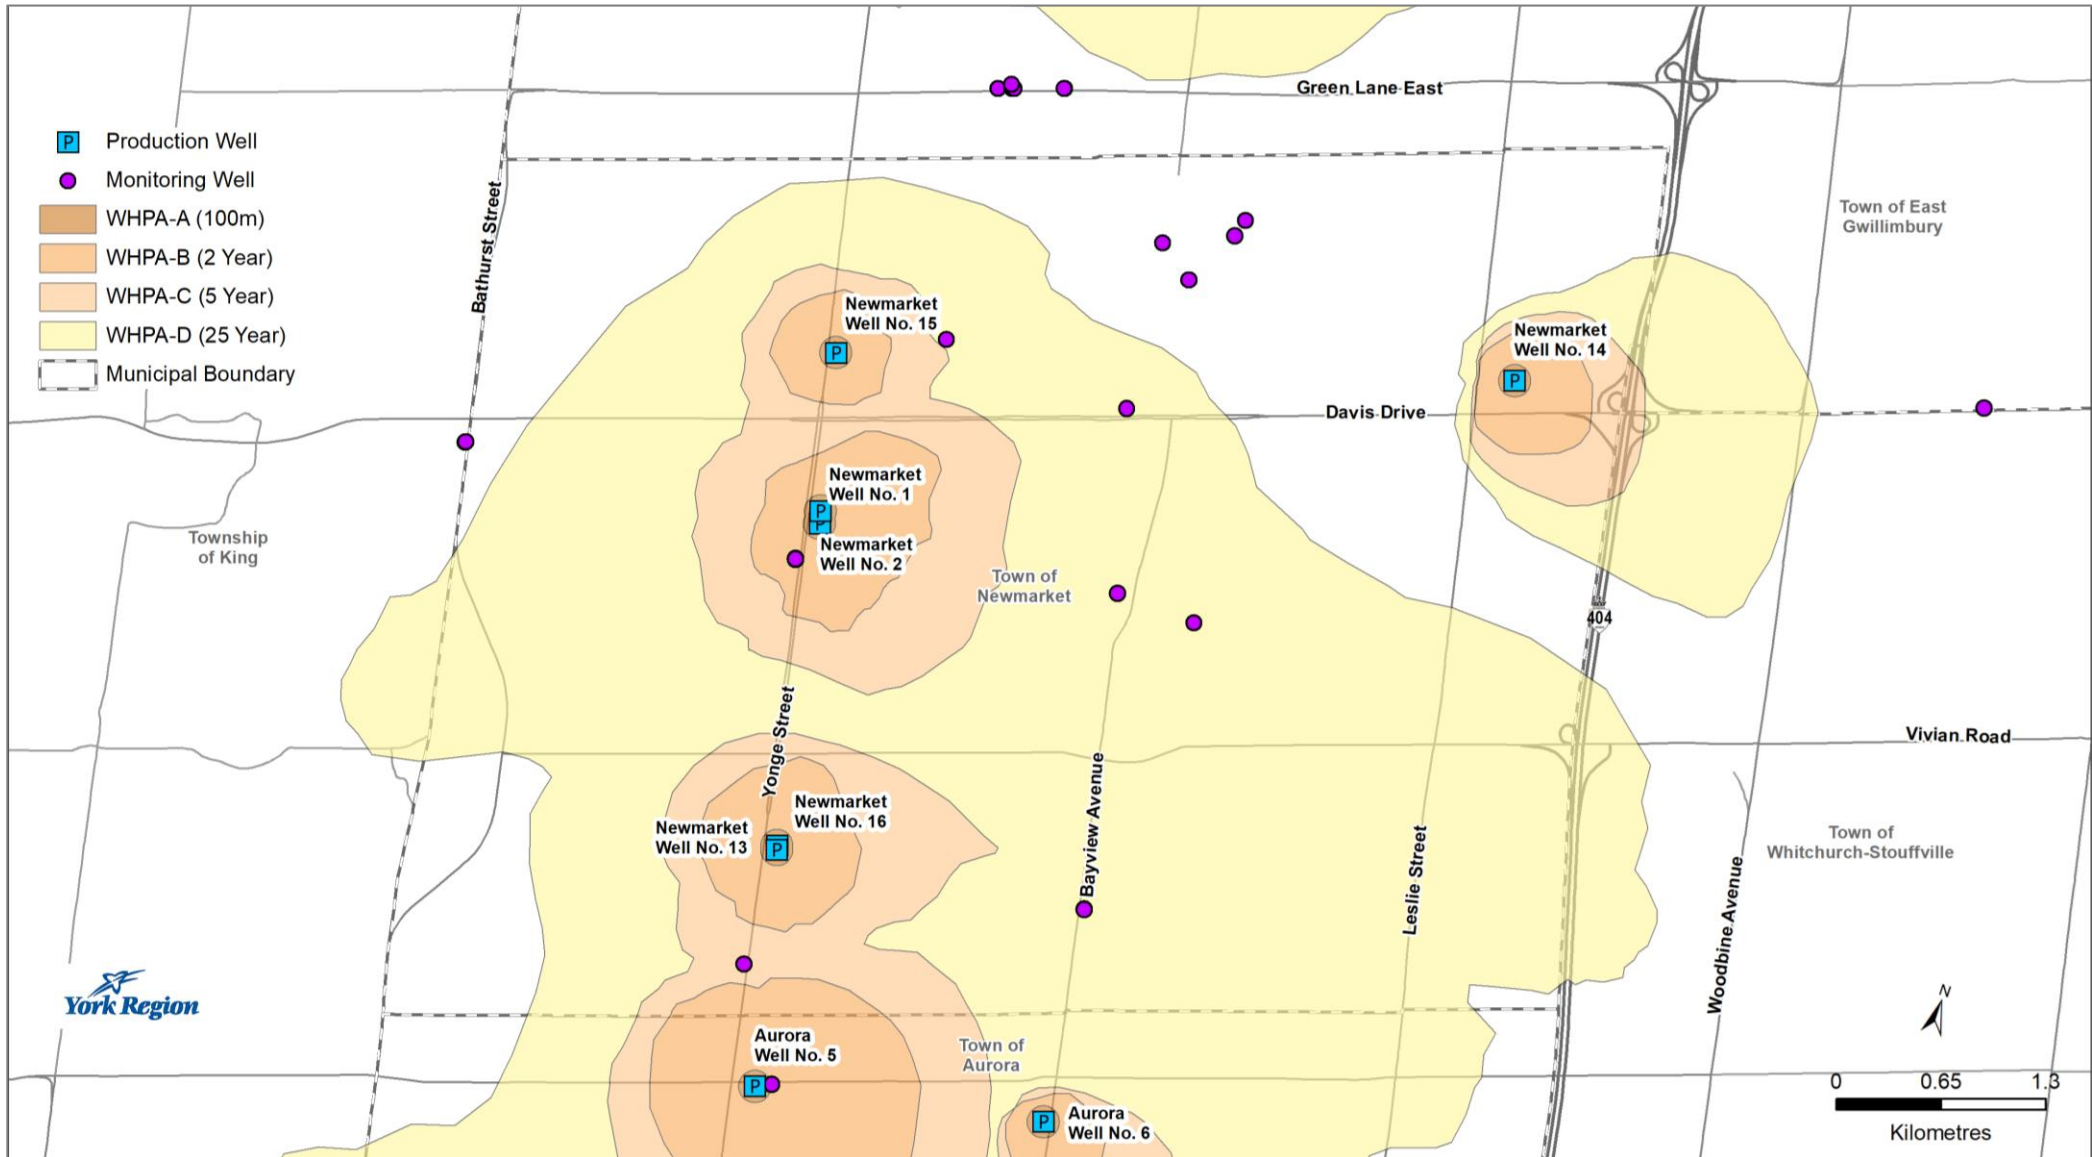 Green Lane East
P Production Well
Monitoring Well
WHPA-A (100m)
WHPA-B (2 Year)
WHPA-C (5 Year)
WHPA-D (25 Year)
Municipal Boundary
Bathurst Street
Town of East
Gwillimbury
Newmarket
Well No. 15
P
Newmarket
Well No. 14
P
Davis Drive
Newmarket
Well No. 1
P
P
Newmarket
Well No. 2
Township
of King
Town of
Newmarket
404
Yonge Street
Vivian Road
Newmarket
Well No. 16
Newmarket
Well No. 13
P
Bayview Avenue
Leslie Street
Woodbine Avenue
Town of
Whitchurch-Stouffville
York Region
N
Aurora
Well No. 5
P
Town of
Aurora
Aurora
Well No. 6
P
0 0.65 1.3
Kilometres